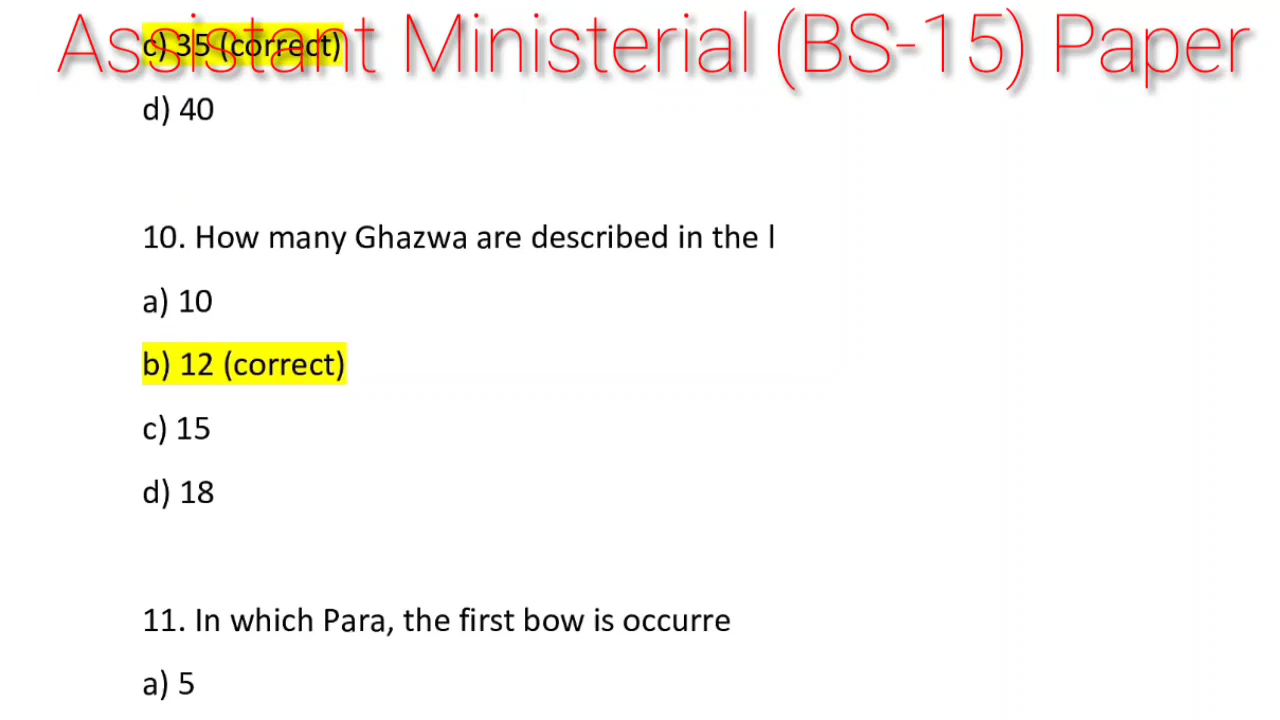 Assistant Ministerial (BS-15) Paper
c) 35 (correct)
d) 40
10. How many Ghazwa are described in the l
a) 10
b) 12 (correct)
c) 15
d) 18
11. In which Para, the first bow is occurre
a) 5